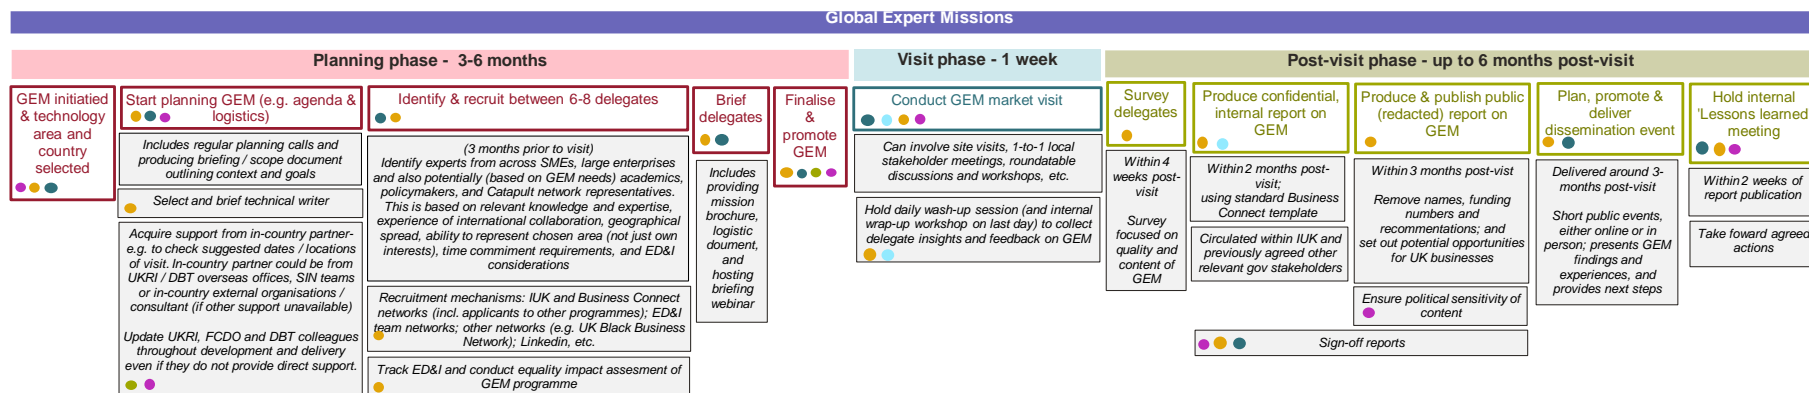 Global Expert Missions
Planning phase -  3-6 months
Visit phase - 1 week
Post-visit phase - up to 6 months post-visit
GEM initiatied
& technology
area and
country
selected
Start planning GEM (e.g. agenda &
logistics)
Includes regular planning calls and
producing briefing / scope document
outlining context and goals
Select and brief technical writer
Acquire support from in-country partner-
e.g. to check suggested dates / locations
of visit. In-country partner could be from
UKRI / DBT overseas offices, SIN teams
or in-country external organisations /
consultant (if other support unavailable)
Update UKRI, FCDO and DBT colleagues
throughout development and delivery
even if they do not provide direct support.
Identify & recruit between 6-8 delegates
(3 months prior to visit)
Identify experts from across SMEs, large enterprises
and also potentially (based on GEM needs) academics,
policymakers, and Catapult network representatives.
This is based on relevant knowledge and expertise,
experience of international collaboration, geographical
spread, ability to represent chosen area (not just own
interests), time commiment requirements, and ED&I
considerations
Recruitment mechanisms: IUK and Business Connect
networks (incl. applicants to other programmes); ED&I
team networks; other networks (e.g. UK Black Business
Network); Linkedin, etc.
Track ED&I and conduct equality impact assesment of
GEM programme
Brief
delegates
Includes
providing
mission
brochure,
logistic
doument,
and
hosting
briefing
webinar
Finalise
&
promote
GEM
Conduct GEM market visit
Can involve site visits, 1-to-1 local
stakeholder meetings, roundtable
discussions and workshops, etc.
Hold daily wash-up session (and internal
wrap-up workshop on last day) to collect
delegate insights and feedback on GEM
Survey
delegates
Within 4
weeks post-
visit
Survey
focused on
quality and
content of
GEM
Produce confidential,
internal report on
GEM
Within 2 months post-
visit;
using standard Business
Connect template
Circulated within IUK and
previously agreed other
relevant gov stakeholders
Produce & publish public
(redacted) report on
GEM
Within 3 months post-vist
Remove names, funding
numbers and
recommentations; and
set out potential opportunities
for UK businesses
Ensure political sensitivity of
content
Sign-off reports
Plan, promote &
deliver
dissemination event
Delivered around 3-
months post-visit
Short public events,
either online or in
person; presents GEM
findings and
experiences, and
provides next steps
Hold internal
'Lessons learned'
meeting
Within 2 weeks of
report publication
Take foward agreed
actions